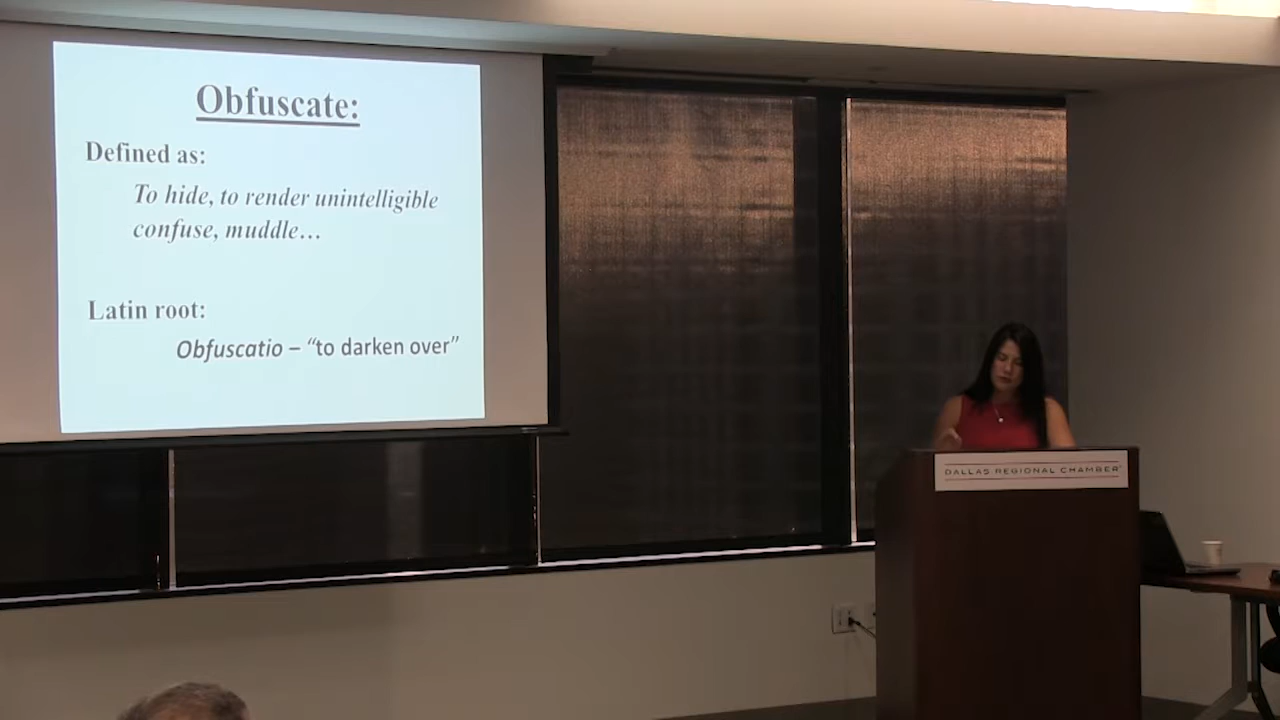 Obfuscate:
Defined as:
To hide, to render unintelligible
confuse, muddle…
Latin root:
Obfuscatio – “to darken over”
DALLAS REGIONAL CHAMBER